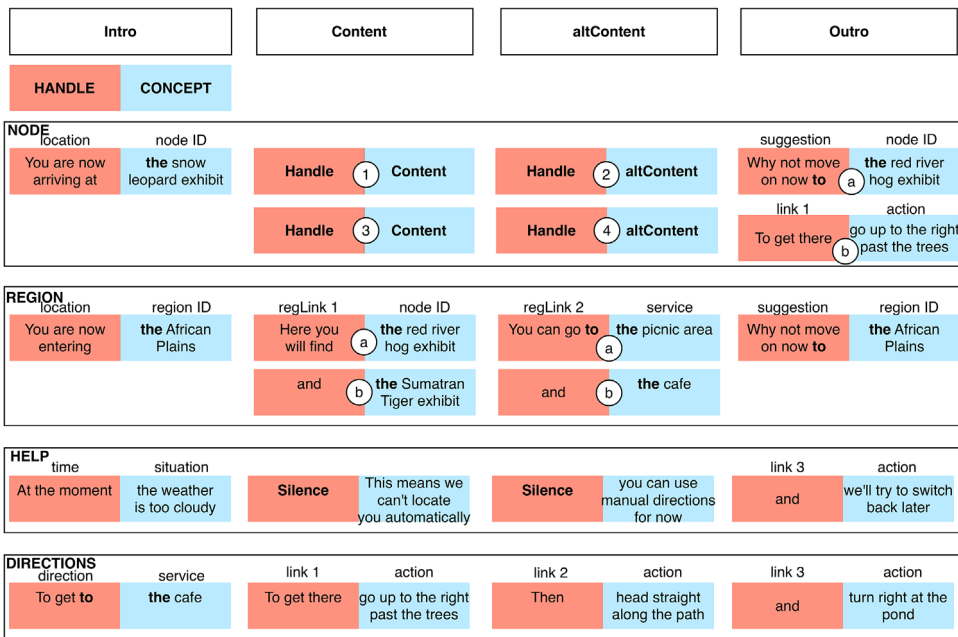 Intro
Content
altContent
Outro
HANDLE
CONCEPT
NODE
location
node ID
You are now
arriving at
the snow
leopard exhibit
Handle
1
Content
Handle
2
altContent
suggestion
node ID
Why not move
on now to
a
the red river
hog exhibit
Handle
3
Content
Handle
4
altContent
link 1
action
To get there
b
go up to the right
past the trees
REGION
location
region ID
You are now
entering
the African
Plains
regLink 1
node ID
Here you
will find
a
the red river
hog exhibit
and
b
the Sumatran
Tiger exhibit
regLink 2
service
You can go to
a
the picnic area
and
b
the cafe
suggestion
region ID
Why not move
on now to
the African
Plains
HELP
time
situation
At the moment
the weather
is too cloudy
Silence
This means we
can't locate
you automatically
Silence
you can use
manual directions
for now
link 3
action
and
we'll try to switch
back later
DIRECTIONS
direction
service
To get to
the cafe
link 1
action
To get there
go up to the right
past the trees
link 2
action
Then
head straight
along the path
link 3
action
and
turn right at the
pond